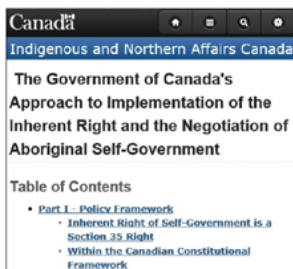 Canada
Indigenous and Northern Affairs Canada
The Government of Canada's
Approach to Implementation of the
Inherent Right and the Negotiation of
Aboriginal Self-Government
Table of Contents
• Part I - Policy Framework
◦ Inherent Right of Self-Government is a
Section 35 Right
◦ Within the Canadian Constitutional
Framework